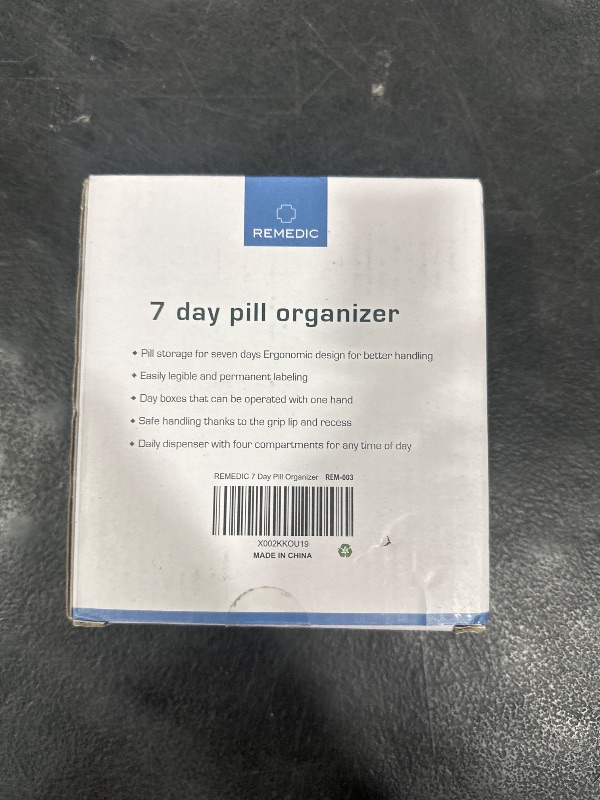 REMEDIC
7 day pill organizer
◆ Pill storage for seven days Ergonomic design for better handling
◆ Easily legible and permanent labeling
◆ Day boxes that can be operated with one hand
◆ Safe handling thanks to the grip lip and recess
◆ Daily dispenser with four compartments for any time of day
REMEDIC 7 Day Pill Organizer REM-003
X002KKOU19
MADE IN CHINA